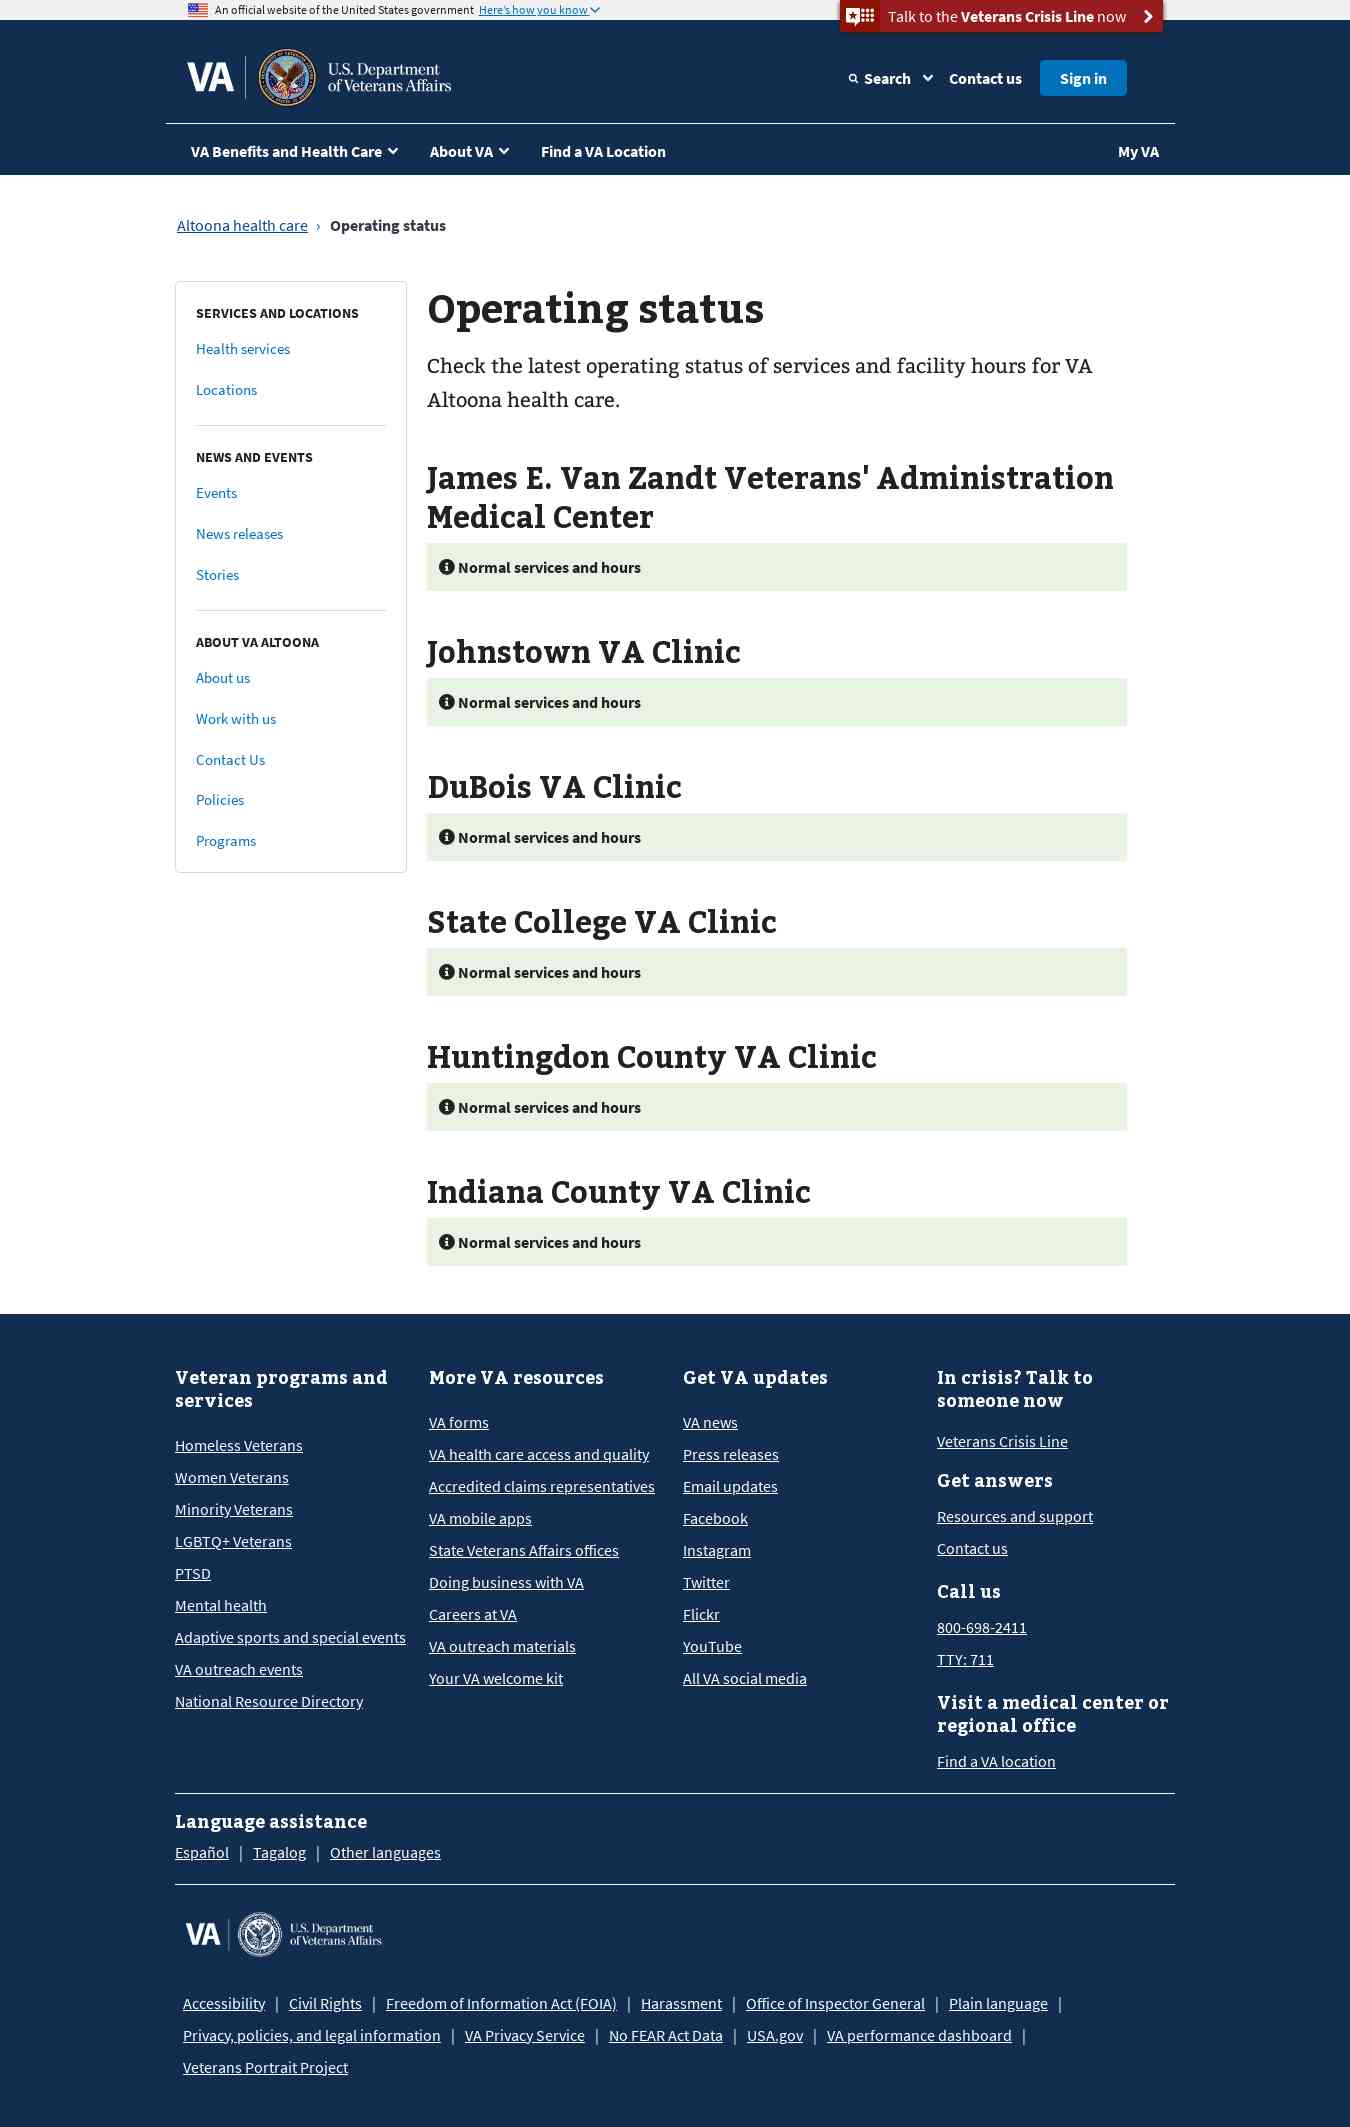 An official website of the United States government Here's how you know
Talk to the Veterans Crisis Line now
VA U.S. Department
of Veterans Affairs
Search Contact us Sign in
VA Benefits and Health Care About VA Find a VA Location My VA
Altoona health care › Operating status
SERVICES AND LOCATIONS
Health services
Locations
NEWS AND EVENTS
Events
News releases
Stories
ABOUT VA ALTOONA
About us
Work with us
Contact Us
Policies
Programs
Operating status
Check the latest operating status of services and facility hours for VA
Altoona health care.
James E. Van Zandt Veterans' Administration
Medical Center
Normal services and hours
Johnstown VA Clinic
Normal services and hours
DuBois VA Clinic
Normal services and hours
State College VA Clinic
Normal services and hours
Huntingdon County VA Clinic
Normal services and hours
Indiana County VA Clinic
Normal services and hours
Veteran programs and
services
Homeless Veterans
Women Veterans
Minority Veterans
LGBTQ+ Veterans
PTSD
Mental health
Adaptive sports and special events
VA outreach events
National Resource Directory
More VA resources
VA forms
VA health care access and quality
Accredited claims representatives
VA mobile apps
State Veterans Affairs offices
Doing business with VA
Careers at VA
VA outreach materials
Your VA welcome kit
Get VA updates
VA news
Press releases
Email updates
Facebook
Instagram
Twitter
Flickr
YouTube
All VA social media
In crisis? Talk to
someone now
Veterans Crisis Line
Get answers
Resources and support
Contact us
Call us
800-698-2411
TTY: 711
Visit a medical center or
regional office
Find a VA location
Language assistance
Español | Tagalog | Other languages
VA U.S. Department
of Veterans Affairs
Accessibility | Civil Rights | Freedom of Information Act (FOIA) | Harassment | Office of Inspector General | Plain language |
Privacy, policies, and legal information | VA Privacy Service | No FEAR Act Data | USA.gov | VA performance dashboard |
Veterans Portrait Project